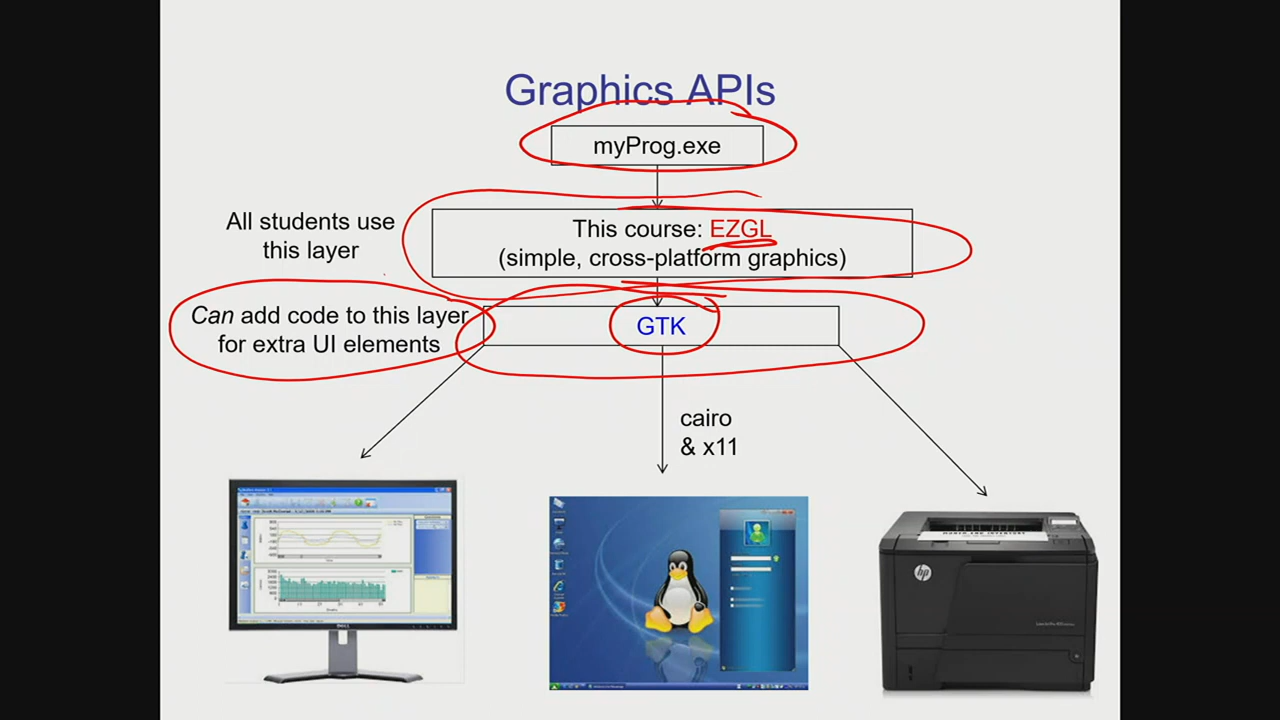 Graphics APIs
myProg.exe
All students use
this layer
This course: EZGL
(simple, cross-platform graphics)
Can add code to this layer
for extra UI elements
GTK
cairo
& x11
DELL
hp